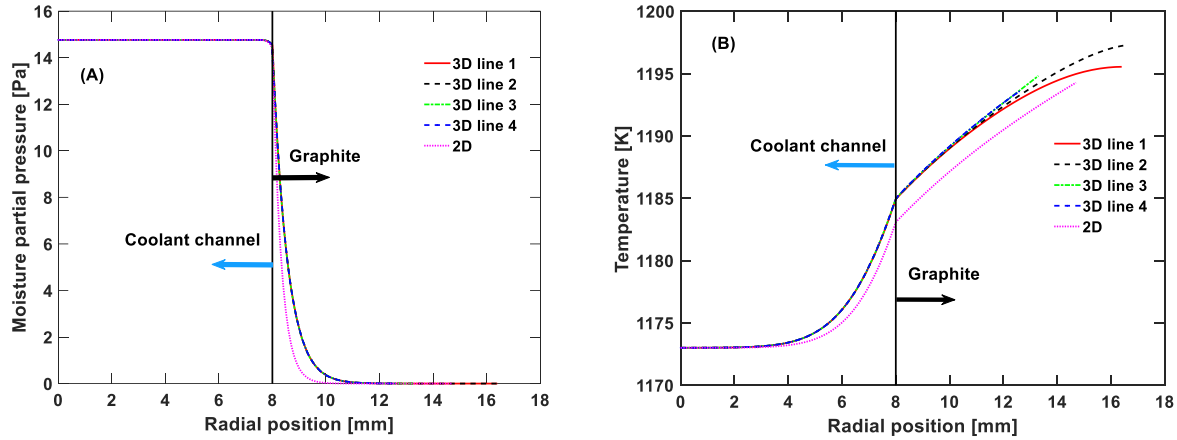 16
14
12
10
8
6
4
2
0
Moisture partial pressure [Pa]
(A)
3D line 1
3D line 2
3D line 3
3D line 4
2D
Graphite
Coolant channel
0 2 4 6 8 10 12 14 16 18
Radial position [mm]
1200
1195
1190
1185
1180
1175
1170
Temperature [K]
(B)
Coolant channel
3D line 1
3D line 2
3D line 3
3D line 4
2D
Graphite
0 2 4 6 8 10 12 14 16 18
Radial position [mm]